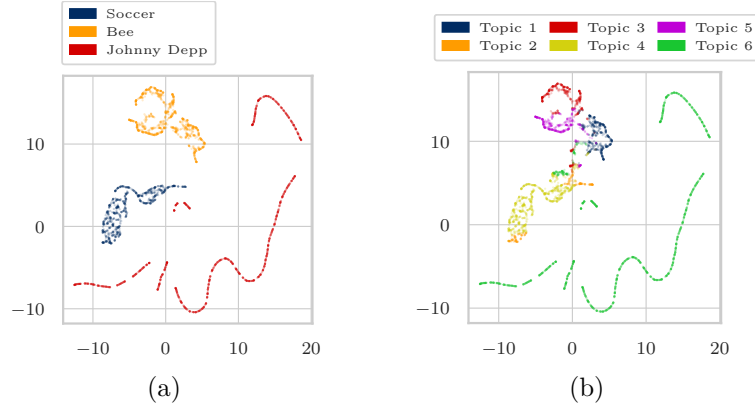 Soccer
Bee
Johnny Depp
10
0
−10
−10 0 10 20
(a)
Topic 1 Topic 3 Topic 5
Topic 2 Topic 4 Topic 6
10
0
−10
−10 0 10 20
(b)